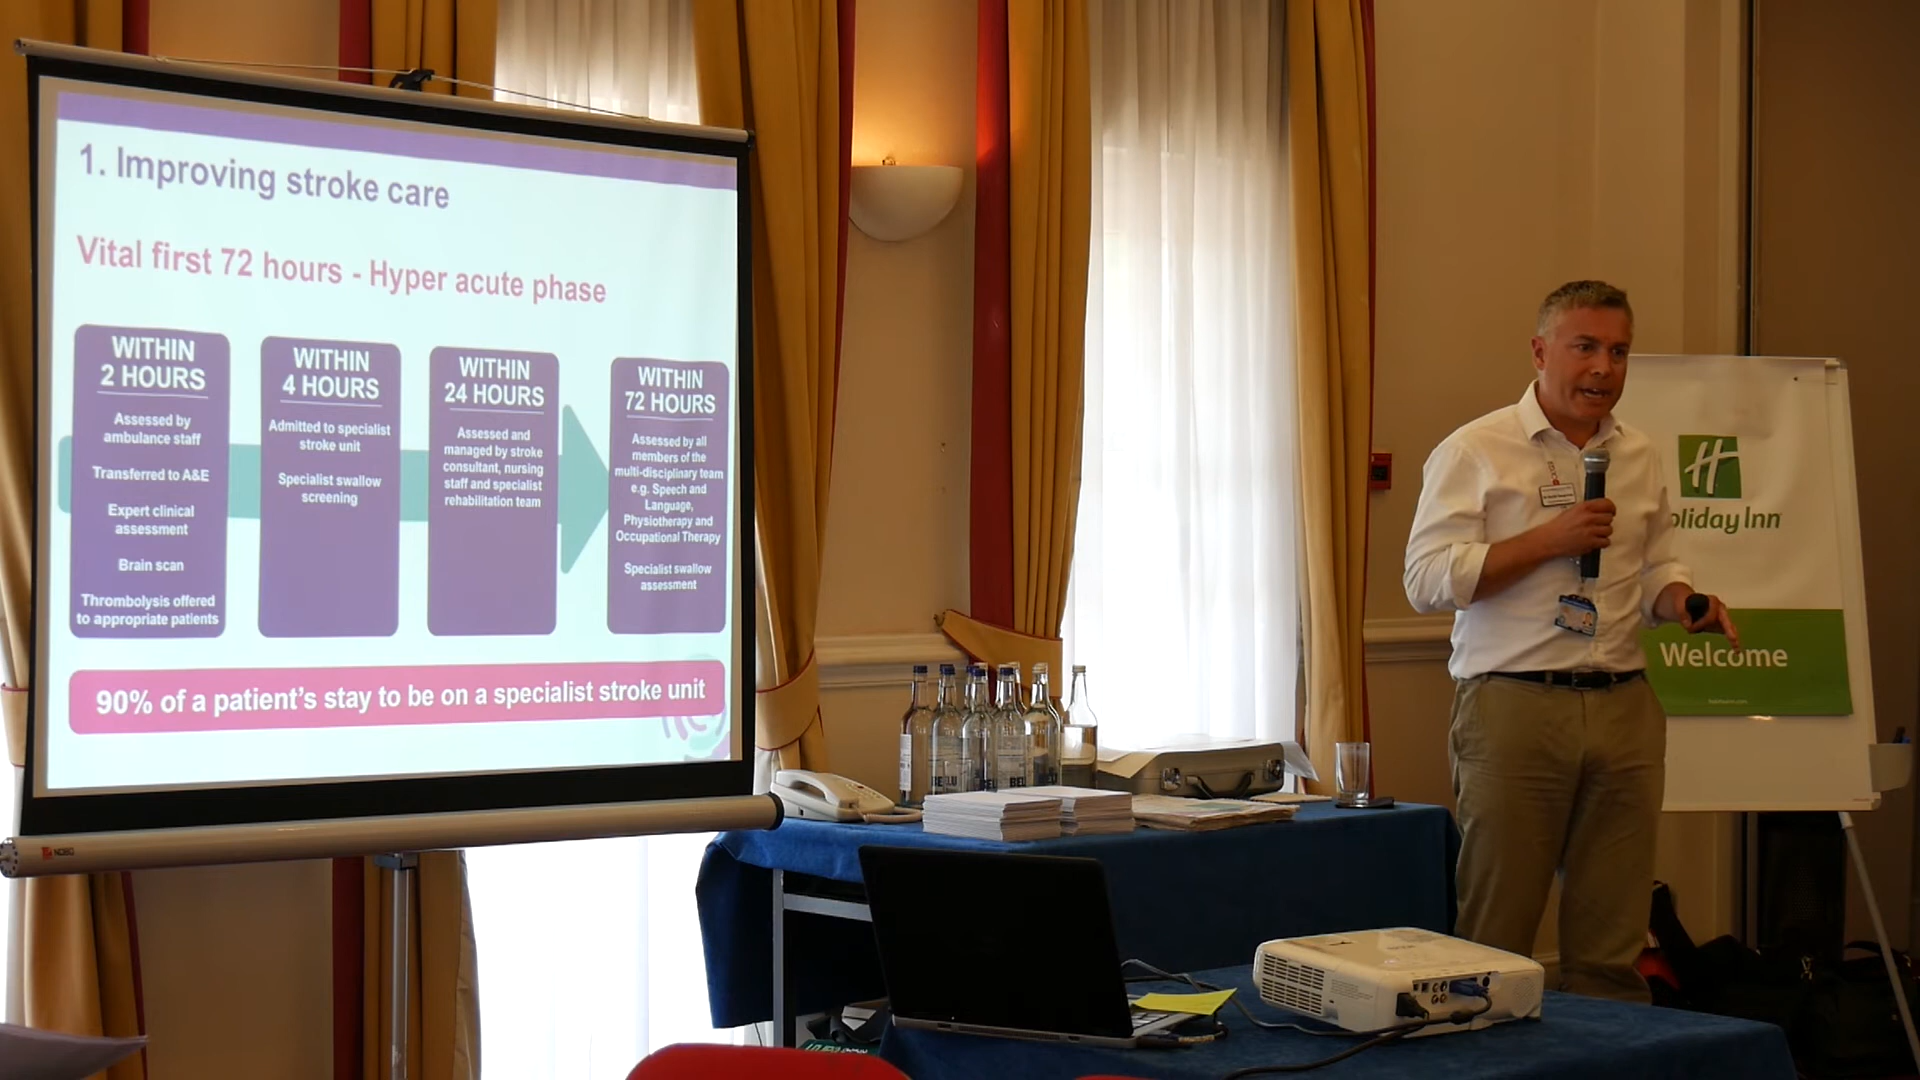 1. Improving stroke care
Vital first 72 hours - Hyper acute phase
WITHIN
2 HOURS
Assessed by
ambulance staff
Transferred to A&E
Expert clinical
assessment
Brain scan
Thrombolysis offered
to appropriate patients
WITHIN
4 HOURS
Admitted to specialist
stroke unit
Specialist swallow
screening
WITHIN
24 HOURS
Assessed and
managed by stroke
consultant, nursing
staff and specialist
rehabilitation team
WITHIN
72 HOURS
Assessed by all
members of the
multi-disciplinary team
e.g. Speech and
Language,
Physiotherapy and
Occupational Therapy
Specialist swallow
assessment
90% of a patient's stay to be on a specialist stroke unit
NOBO
H
oliday Inn
Welcome
BELU
BEL